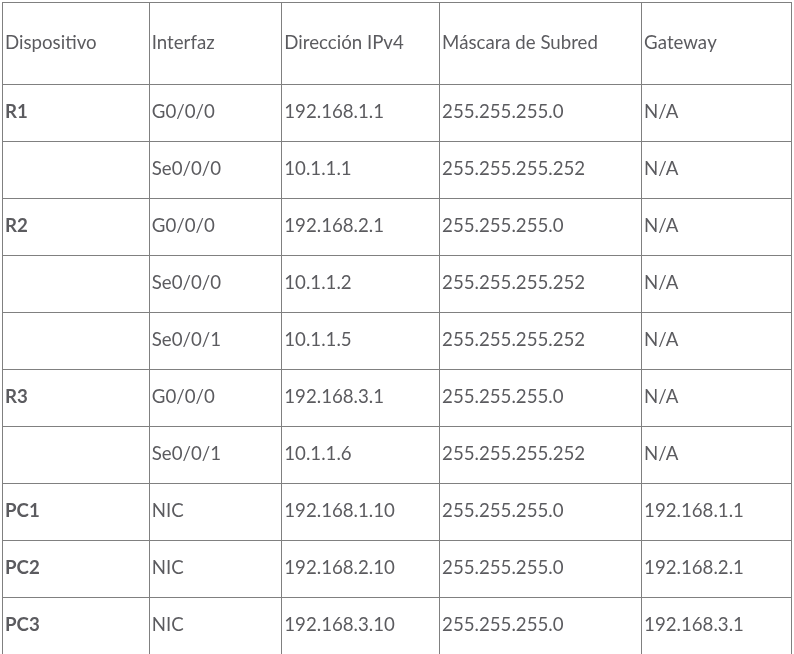 Dispositivo Interfaz Dirección IPv4 Máscara de Subred Gateway
R1 G0/0/0 192.168.1.1 255.255.255.0 N/A
Se0/0/0 10.1.1.1 255.255.255.252 N/A
R2 G0/0/0 192.168.2.1 255.255.255.0 N/A
Se0/0/0 10.1.1.2 255.255.255.252 N/A
Se0/0/1 10.1.1.5 255.255.255.252 N/A
R3 G0/0/0 192.168.3.1 255.255.255.0 N/A
Se0/0/1 10.1.1.6 255.255.255.252 N/A
PC1 NIC 192.168.1.10 255.255.255.0 192.168.1.1
PC2 NIC 192.168.2.10 255.255.255.0 192.168.2.1
PC3 NIC 192.168.3.10 255.255.255.0 192.168.3.1